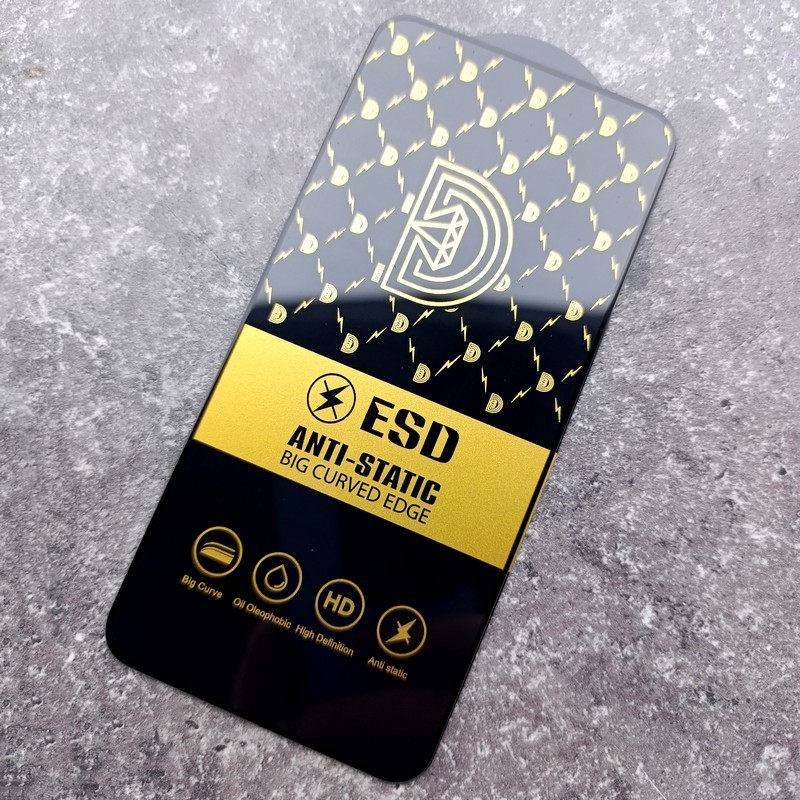 D
ESD
ANTI-STATIC
BIG CURVED EDGE
HD
Big Curve
Oil Oleophobic
High Definition
Anti static